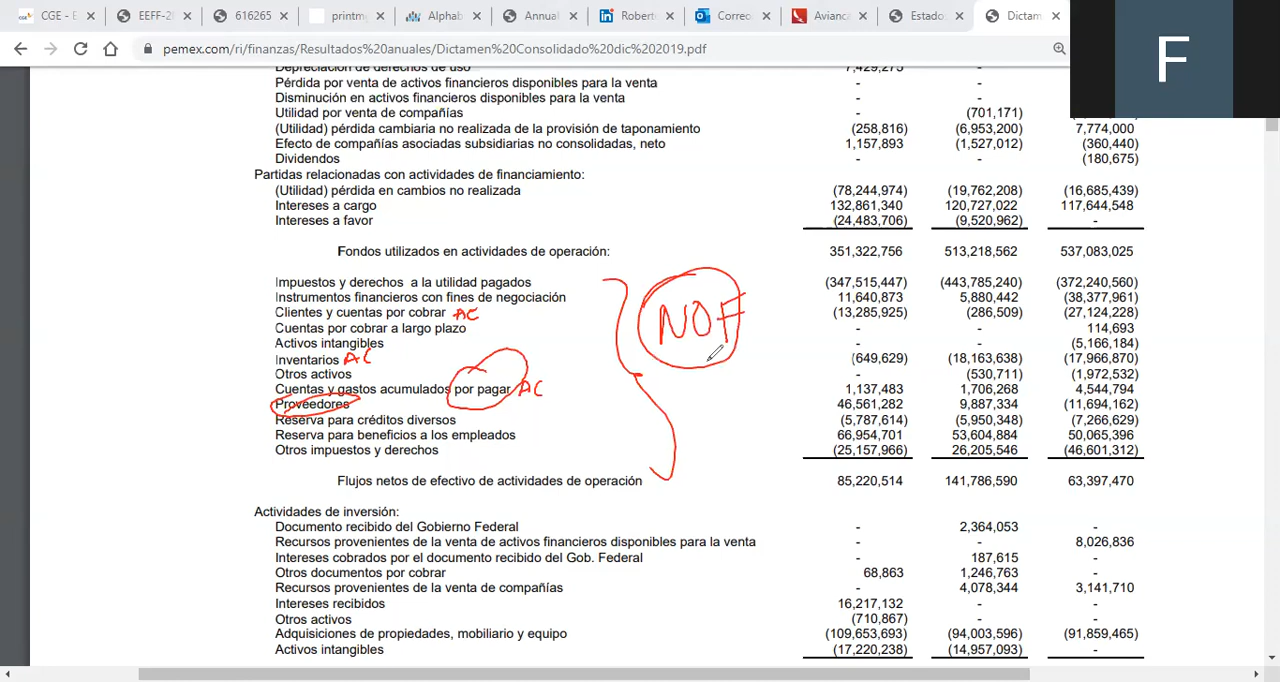 CGE - E
EEFF-2
616265
printm
Alphab
Annual
Robert
Correo
Avianc
Estado
Dictam
pemex.com/ri/finanzas/Resultados%20anuales/Dictamen%20Consolidado%20dic%202019.pdf
F
Depreciación de derechos de uso 7,429,275 -
Pérdida por venta de activos financieros disponibles para la venta - -
Disminución en activos financieros disponibles para la venta - -
Utilidad por venta de compañías - (701,171)
(Utilidad) pérdida cambiaria no realizada de la provisión de taponamiento (258,816) (6,953,200) 7,774,000
Efecto de compañías asociadas subsidiarias no consolidadas, neto 1,157,893 (1,527,012) (360,440)
Dividendos - - (180,675)
Partidas relacionadas con actividades de financiamiento:
(Utilidad) pérdida en cambios no realizada (78,244,974) (19,762,208) (16,685,439)
Intereses a cargo 132,861,340 120,727,022 117,644,548
Intereses a favor (24,483,706) (9,520,962) -
Fondos utilizados en actividades de operación: 351,322,756 513,218,562 537,083,025
Impuestos y derechos a la utilidad pagados (347,515,447) (443,785,240) (372,240,560)
Instrumentos financieros con fines de negociación 11,640,873 5,880,442 (38,377,961)
Clientes y cuentas por cobrar AC (13,285,925) (286,509) (27,124,228)
NOF
Cuentas por cobrar a largo plazo - - 114,693
Activos intangibles - - (5,166,184)
Inventarios AC (649,629) (18,163,638) (17,966,870)
Otros activos - (530,711) (1,972,532)
Cuentas y gastos acumulados por pagar AC 1,137,483 1,706,268 4,544,794
Proveedores 46,561,282 9,887,334 (11,694,162)
Reserva para créditos diversos (5,787,614) (5,950,348) (7,266,629)
Reserva para beneficios a los empleados 66,954,701 53,604,884 50,065,396
Otros impuestos y derechos (25,157,966) 26,205,546 (46,601,312)
Flujos netos de efectivo de actividades de operación 85,220,514 141,786,590 63,397,470
Actividades de inversión:
Documento recibido del Gobierno Federal - 2,364,053 -
Recursos provenientes de la venta de activos financieros disponibles para la venta - - 8,026,836
Intereses cobrados por el documento recibido del Gob. Federal - 187,615 -
Otros documentos por cobrar 68,863 1,246,763 -
Recursos provenientes de la venta de compañías - 4,078,344 3,141,710
Intereses recibidos 16,217,132 - -
Otros activos (710,867) - -
Adquisiciones de propiedades, mobiliario y equipo (109,653,693) (94,003,596) (91,859,465)
Activos intangibles (17,220,238) (14,957,093) -